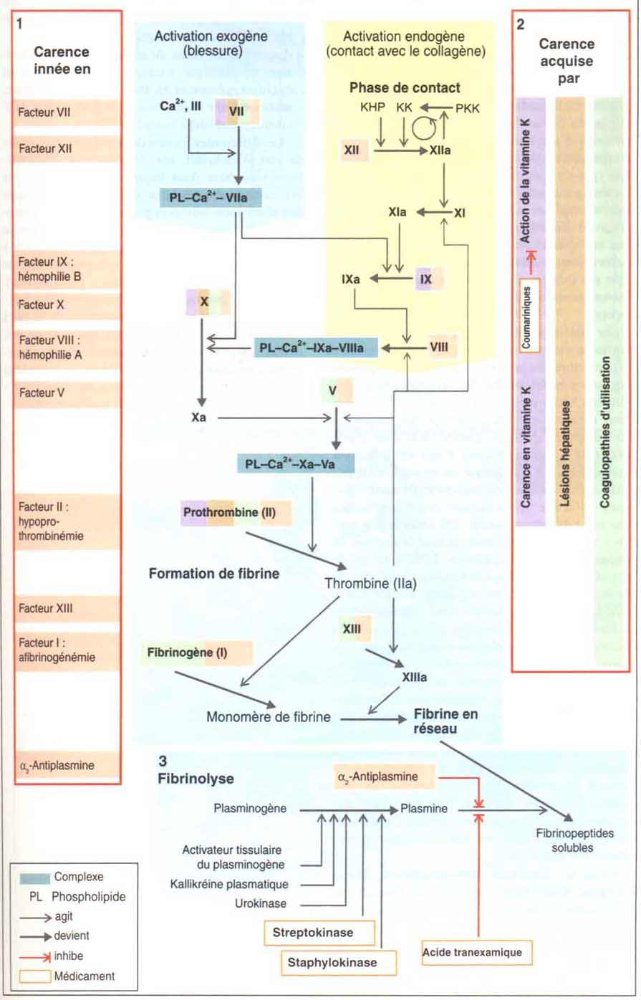 1
Carence
innée en
Facteur VII
Facteur XII
Facteur IX :
hémophilie B
Facteur X
Facteur VIII :
hémophilie A
Facteur V
Facteur II :
hypopro-
thrombinémie
Facteur XIII
Facteur I :
afibrinogénémie
α₂-Antiplasmine
Activation exogène
(blessure)
Ca²⁺, III
VII
PL–Ca²⁺–VIIa
Activation endogène
(contact avec le collagène)
Phase de contact
KHP KK PKK
XII XIIa
XIa XI
IXa IX
X
PL–Ca²⁺–IXa–VIIIa VIII
V
Xa
PL–Ca²⁺–Xa–Va
Prothrombine (II)
Formation de fibrine
Thrombine (IIa)
XIII
Fibrinogène (I)
XIIIa
Monomère de fibrine
Fibrine en
réseau
2
Carence
acquise
par
Action de la vitamine K
Coumariniques
Carence en vitamine K
Lésions hépatiques
Coagulopathies d'utilisation
3
Fibrinolyse
α₂-Antiplasmine
Plasminogène
Plasmine
Fibrinopeptides
solubles
Activateur tissulaire
du plasminogène
Kallikréine plasmatique
Urokinase
Streptokinase
Staphylokinase
Acide tranexamique
Complexe
PL Phospholipide
agit
devient
inhibe
Médicament